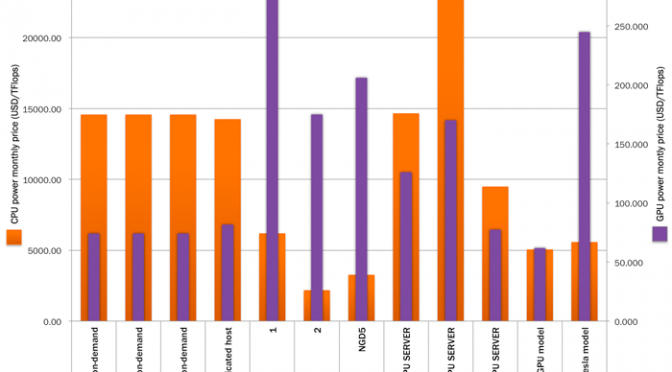 CPU power monthly price (USD/TFlops)
20000.00
15000.00
10000.00
5000.00
0.00
250.000
200.000
150.000
100.000
50.000
0.000
GPU power montly price (USD/TFlops)
on-demand
on-demand
on-demand
icated host
1
2
NGD5
PU SERVER
PU SERVER
PU SERVER
GPU model
esla model